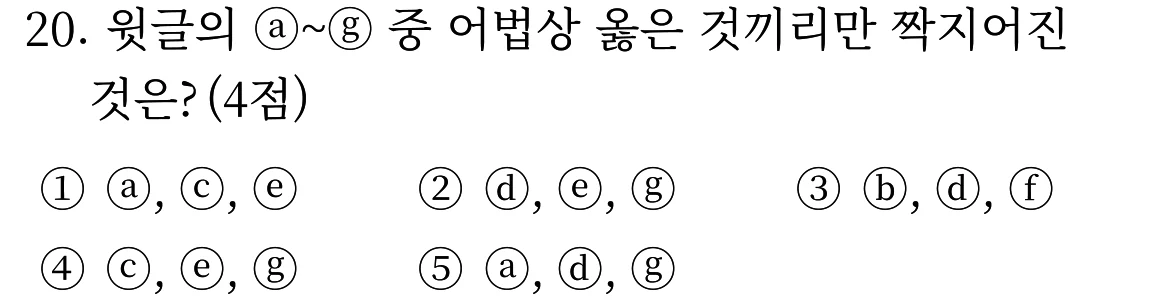 20. 윗글의 ⓐ~ⓖ 중 어법상 옳은 것끼리만 짝지어진
것은? (4점)
① ⓐ, ⓒ, ⓔ ② ⓓ, ⓔ, ⓖ ③ ⓑ, ⓓ, ⓕ
④ ⓒ, ⓔ, ⓖ ⑤ ⓐ, ⓓ, ⓖ